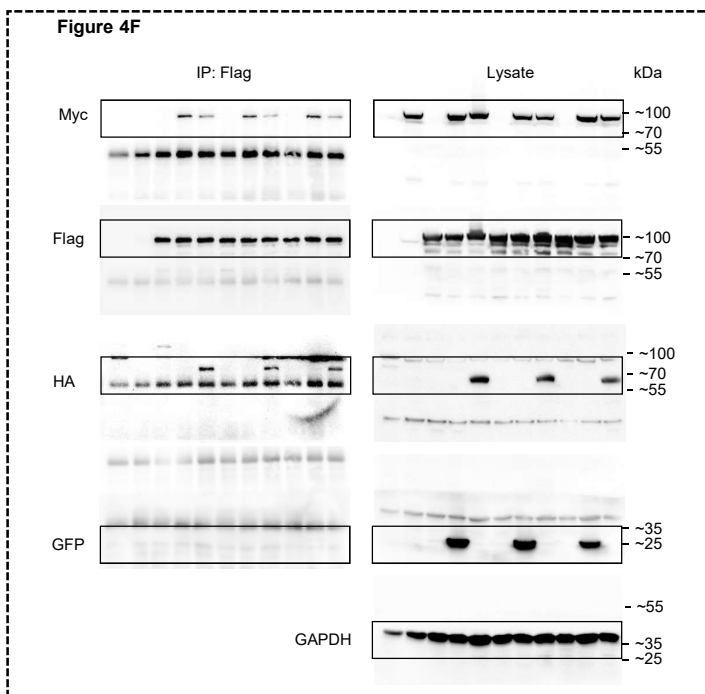 Figure 4F
IP: Flag Lysate kDa
Myc ~100
~70
~55
Flag ~100
~70
~55
~100
HA ~70
~55
~35
GFP ~25
~55
GAPDH ~35
~25